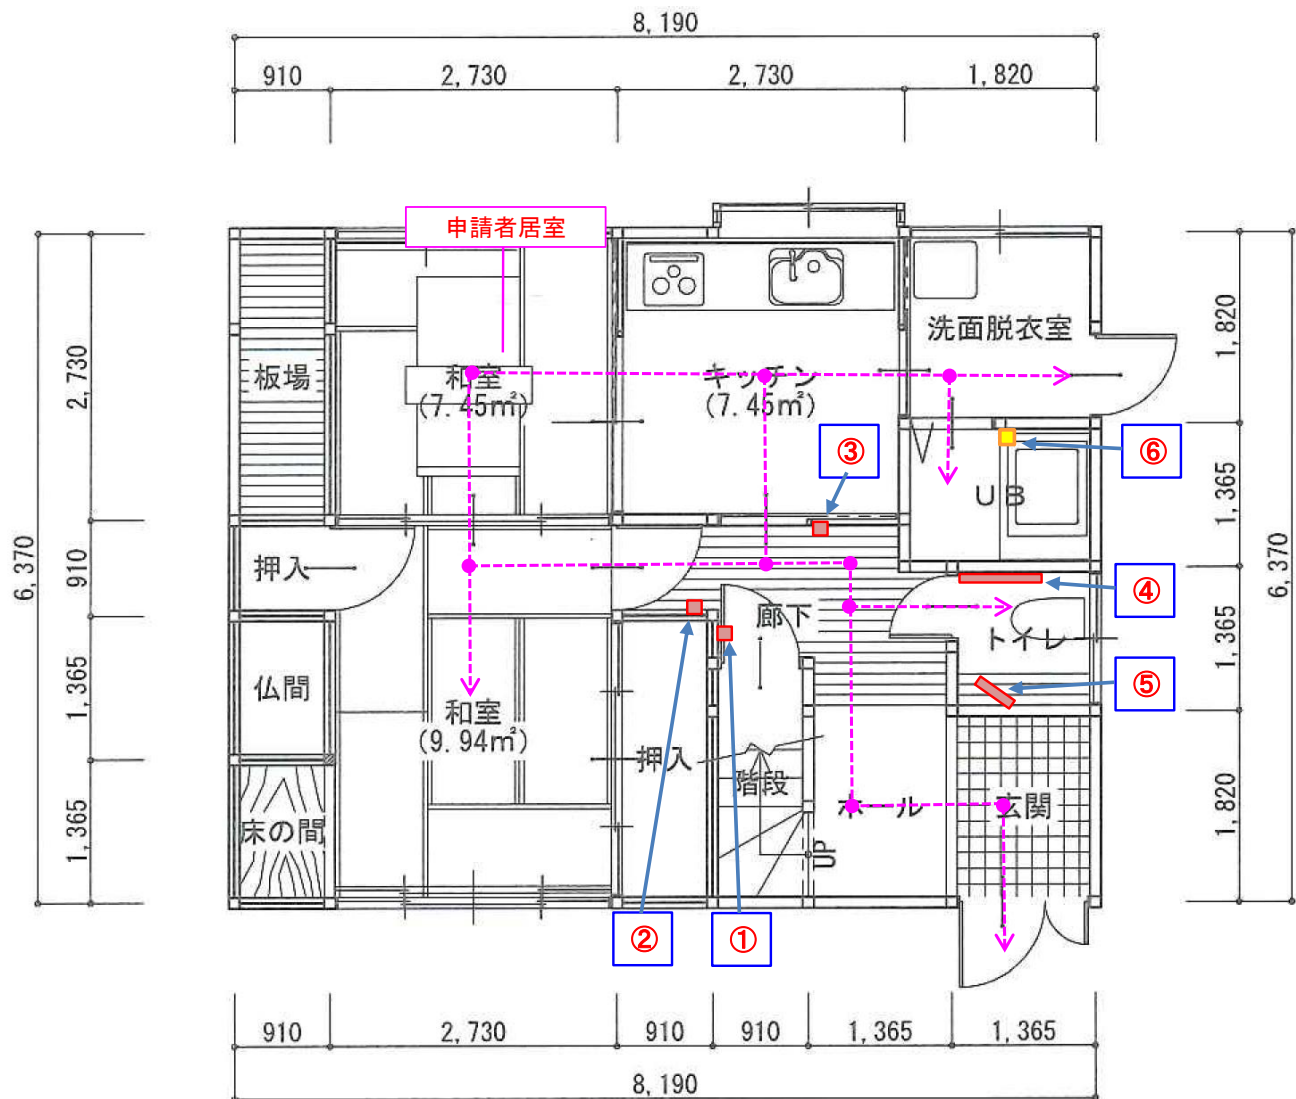 8,190
910
2,730
2,730
1,820
申請者居室
板場
和室
(7.45㎡)
キッチン
(7.45㎡)
洗面脱衣室
2,730
1,820
③
⑥
UB
1,365
6,370
910
押入
6,370
④
廊下
トイレ
1,365
⑤
仏間
1,365
和室
(9.94㎡)
押入
階段
ホール
玄関
1,820
床の間
1,365
UP
②
①
910
2,730
910
910
1,365
1,365
8,190